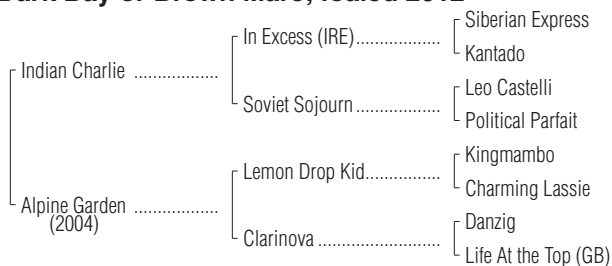 Dark Bay or Brown Mare; foaled 2012
Siberian Express
In Excess (IRE)...................
Kantado
Indian Charlie ..................
Leo Castelli
Soviet Sojourn...................
Political Parfait
Kingmambo
Lemon Drop Kid................
Charming Lassie
Alpine Garden ..................
(2004)
Danzig
Clarinova ..........................
Life At the Top (GB)